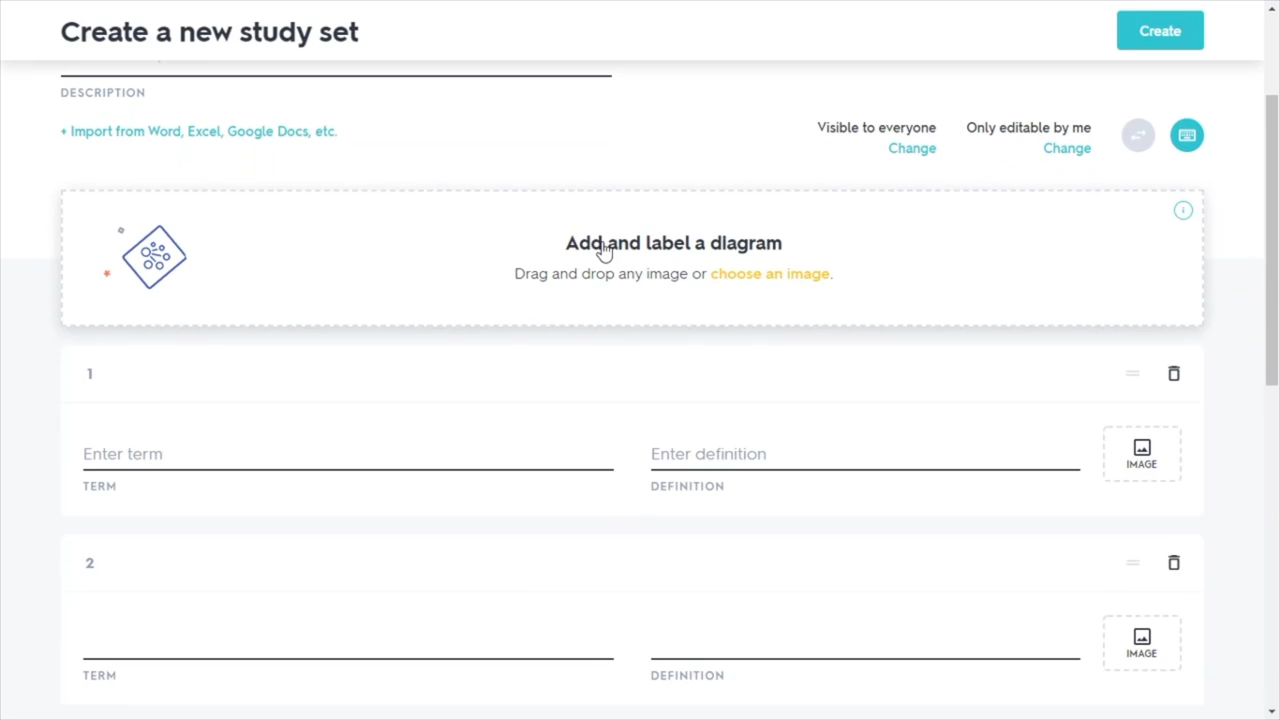 Create a new study set
Create
DESCRIPTION
+ Import from Word, Excel, Google Docs, etc.
Visible to everyone
Change
Only editable by me
Change
Add and label a diagram
Drag and drop any image or choose an image.
1
Enter term
TERM
Enter definition
DEFINITION
IMAGE
2
TERM
DEFINITION
IMAGE